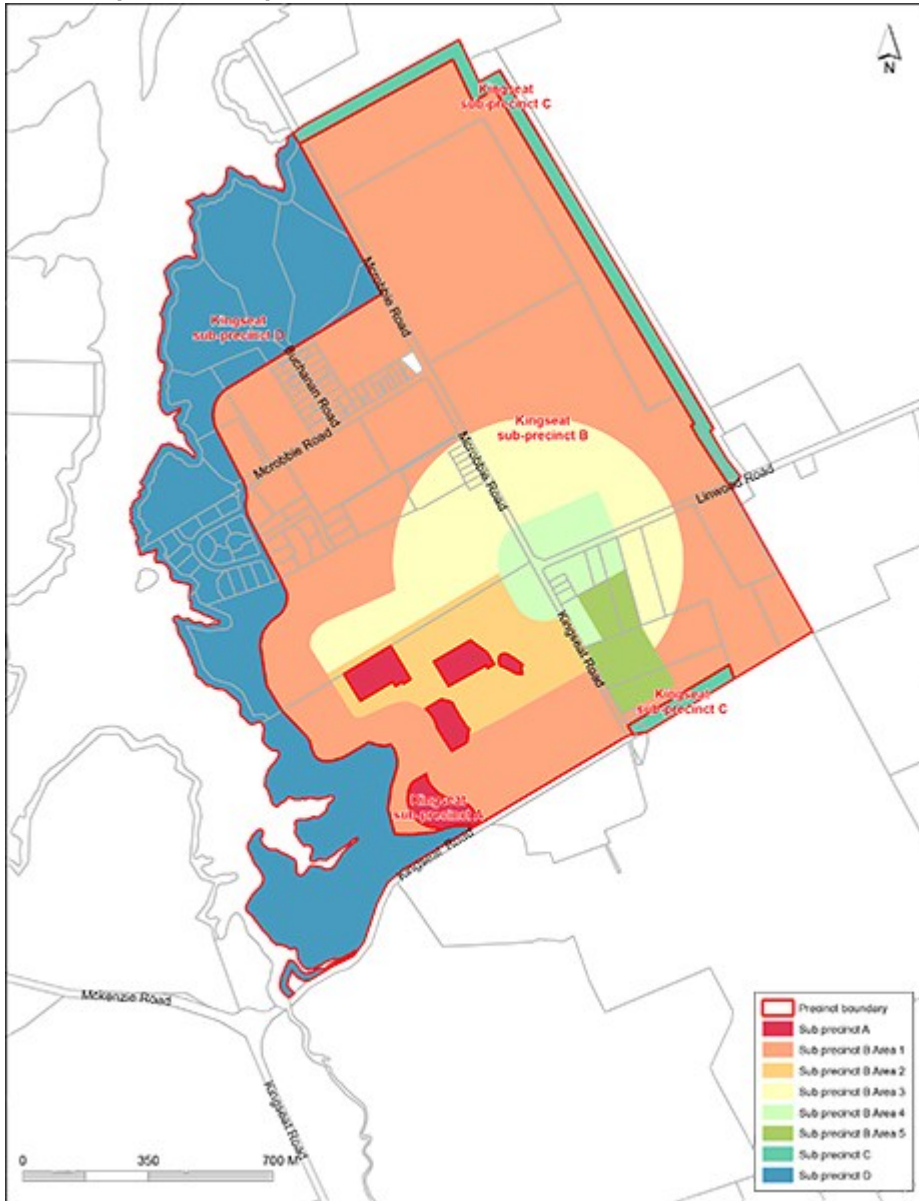 N
Kingseat
sub-precinct C
Mcrobbie Road
Kingseat
sub-precinct D
Buchanan Road
Mcrobbie Road
Kingseat
sub-precinct B
Mcrobbie Road
Linwood Road
Kingseat Road
Kingseat
sub-precinct C
Kingseat
sub-precinct A
Kingseat Road
Mckenzie Road
Kingseat Road
Precinct boundary
Sub precinct A
Sub precinct B Area 1
Sub precinct B Area 2
Sub precinct B Area 3
Sub precinct B Area 4
Sub precinct B Area 5
Sub precinct C
Sub precinct D
0 350 700 M